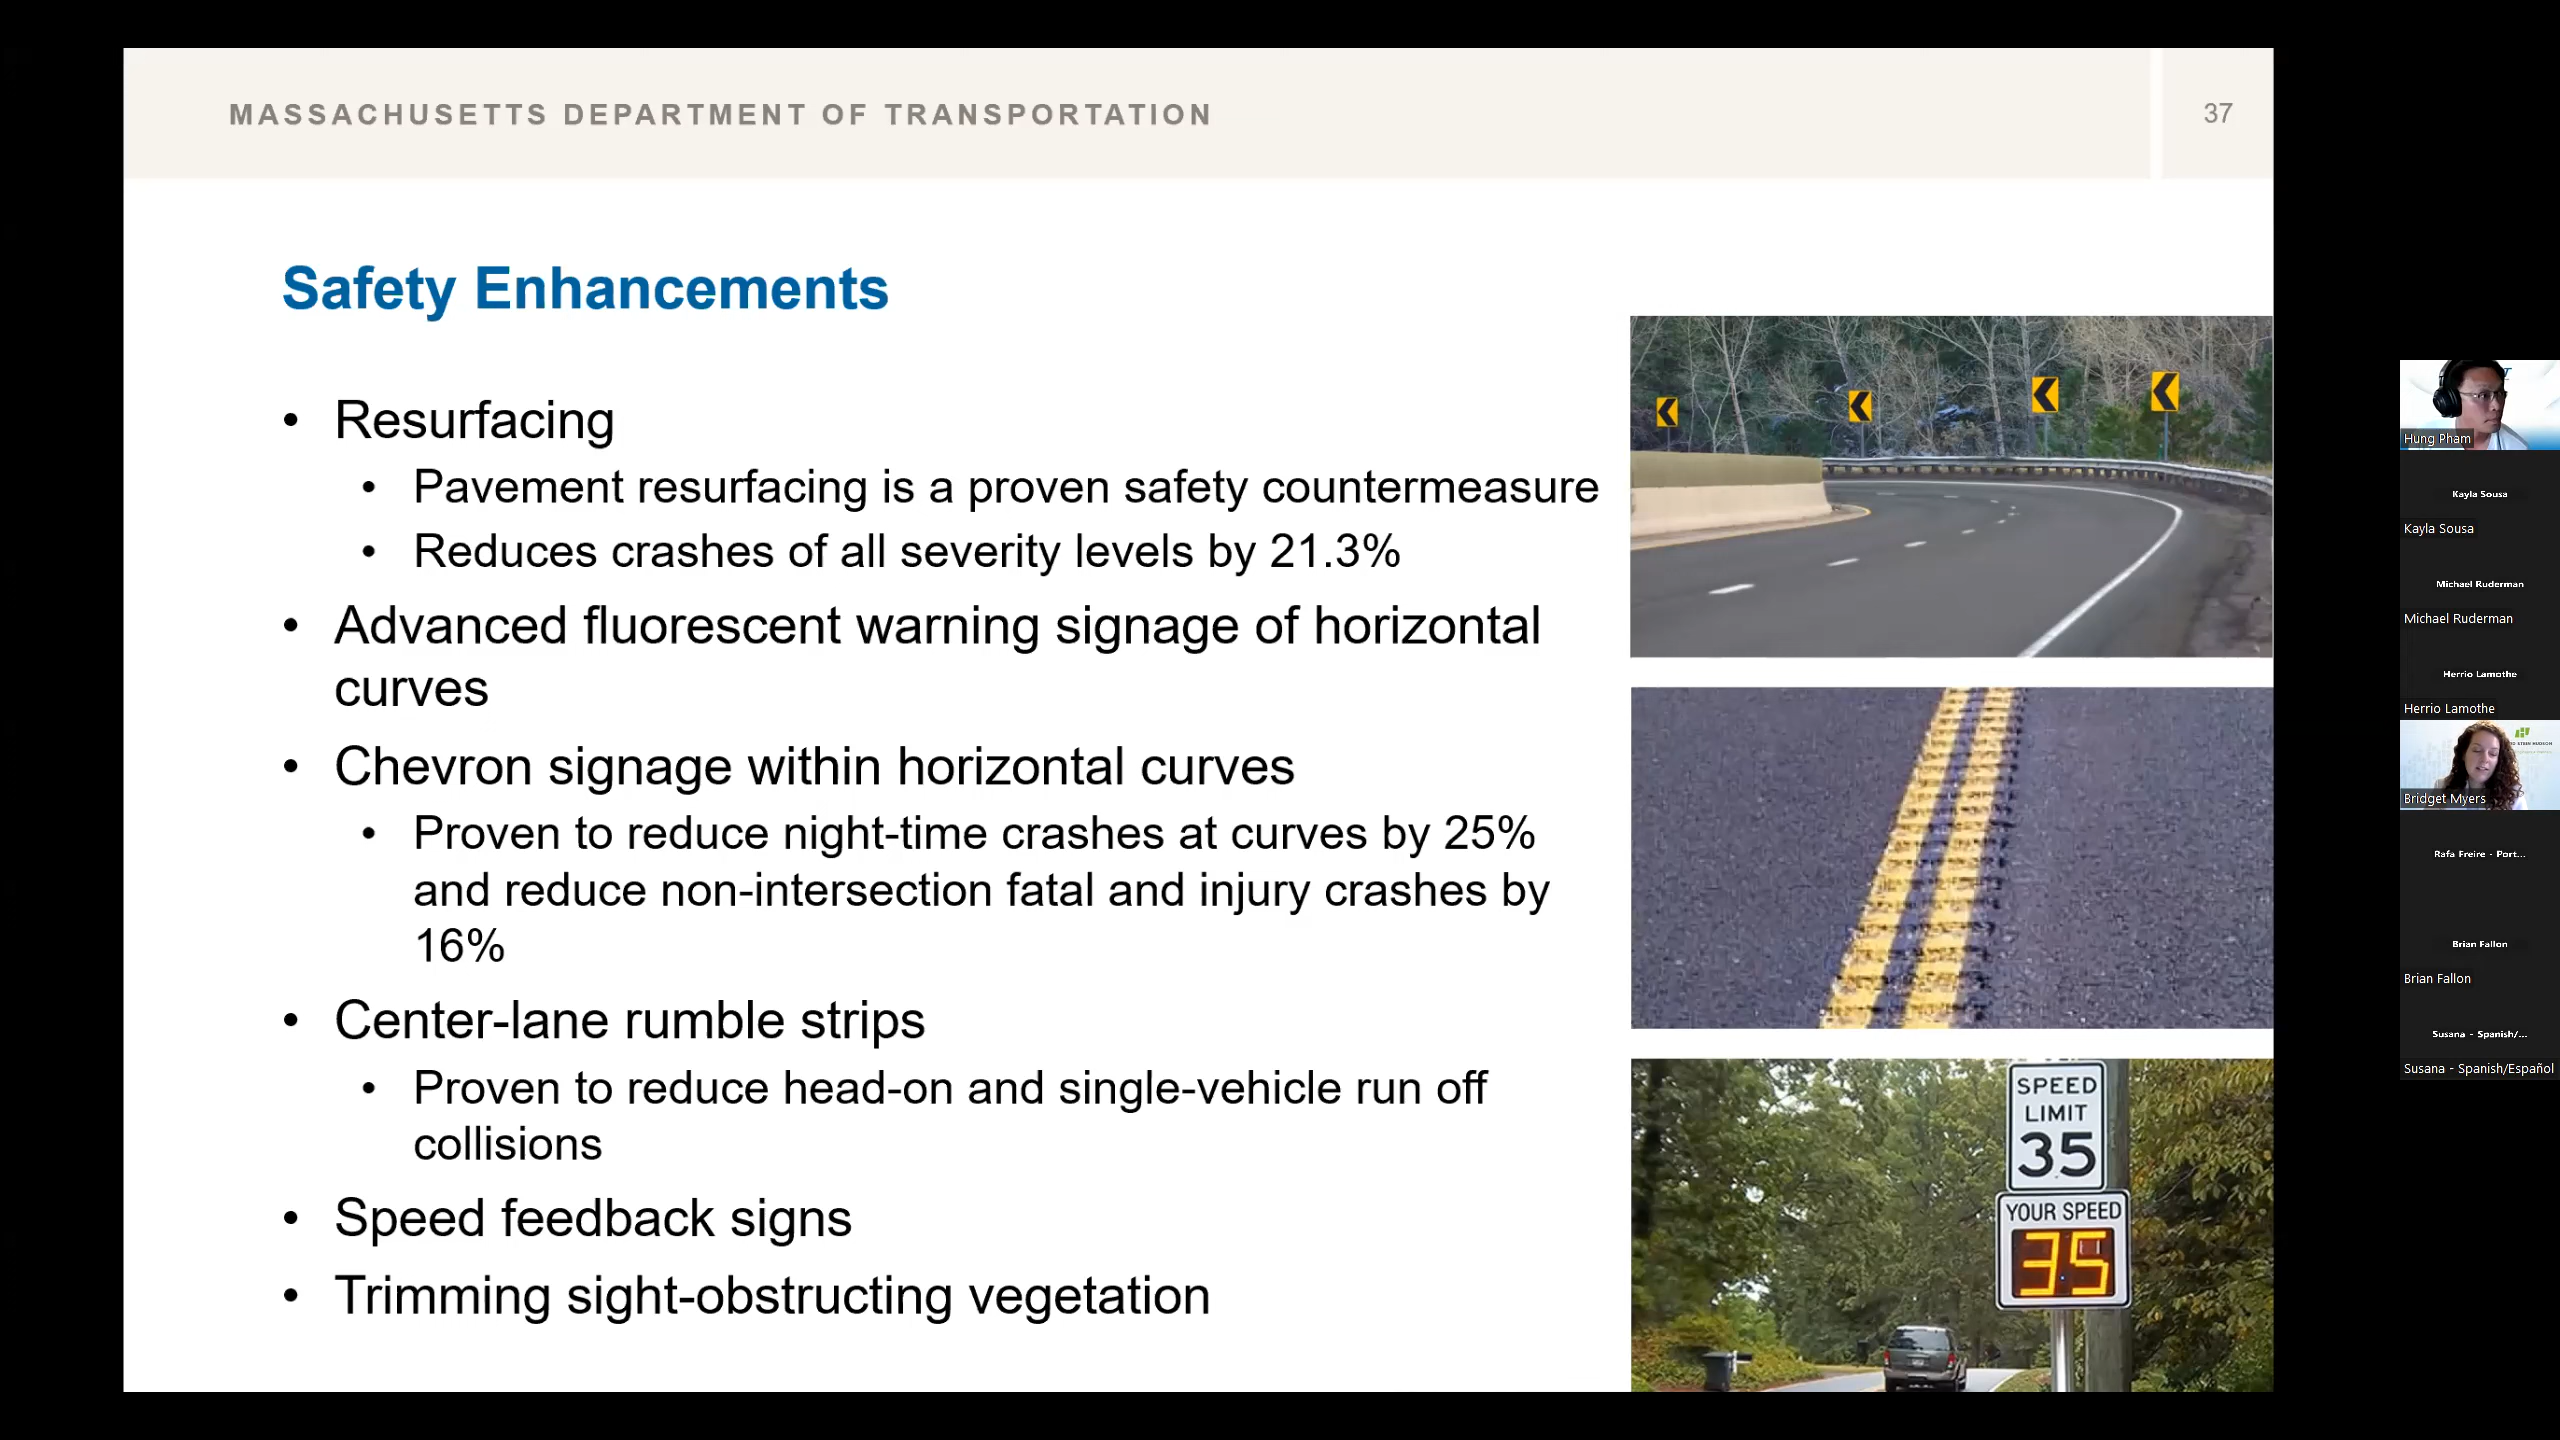 MASSACHUSETTS DEPARTMENT OF TRANSPORTATION
37
Safety Enhancements
• Resurfacing
• Pavement resurfacing is a proven safety countermeasure
• Reduces crashes of all severity levels by 21.3%
• Advanced fluorescent warning signage of horizontal
curves
• Chevron signage within horizontal curves
• Proven to reduce night-time crashes at curves by 25%
and reduce non-intersection fatal and injury crashes by
16%
• Center-lane rumble strips
• Proven to reduce head-on and single-vehicle run off
collisions
• Speed feedback signs
• Trimming sight-obstructing vegetation
SPEED
LIMIT
35
YOUR SPEED
35
Hung Pham
Kayla Sousa
Kayla Sousa
Michael Ruderman
Michael Ruderman
Herrio Lamothe
Herrio Lamothe
Bridget Myers
Rafa Freire - Port...
Brian Fallon
Brian Fallon
Susana - Spanish/...
Susana - Spanish/Español